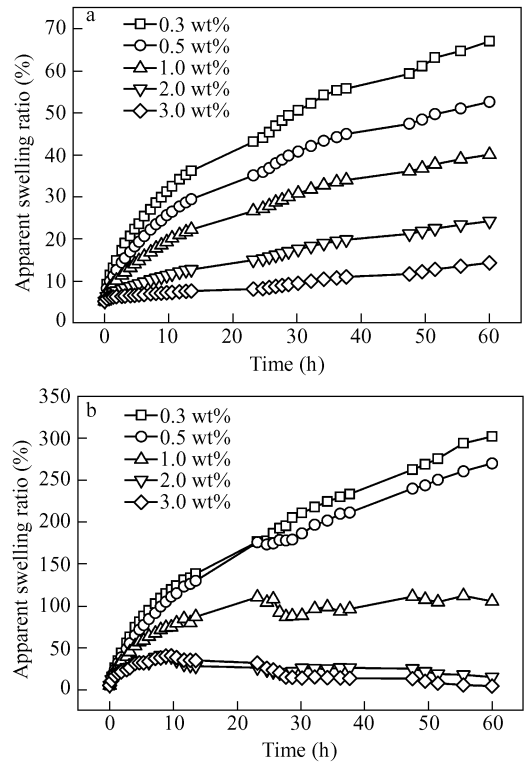 a
0.3 wt%
0.5 wt%
1.0 wt%
2.0 wt%
3.0 wt%
Apparent swelling ratio (%)
70
60
50
40
30
20
10
0
0 10 20 30 40 50 60
Time (h)
b
0.3 wt%
0.5 wt%
1.0 wt%
2.0 wt%
3.0 wt%
Apparent swelling ratio (%)
350
300
250
200
150
100
50
0
0 10 20 30 40 50 60
Time (h)